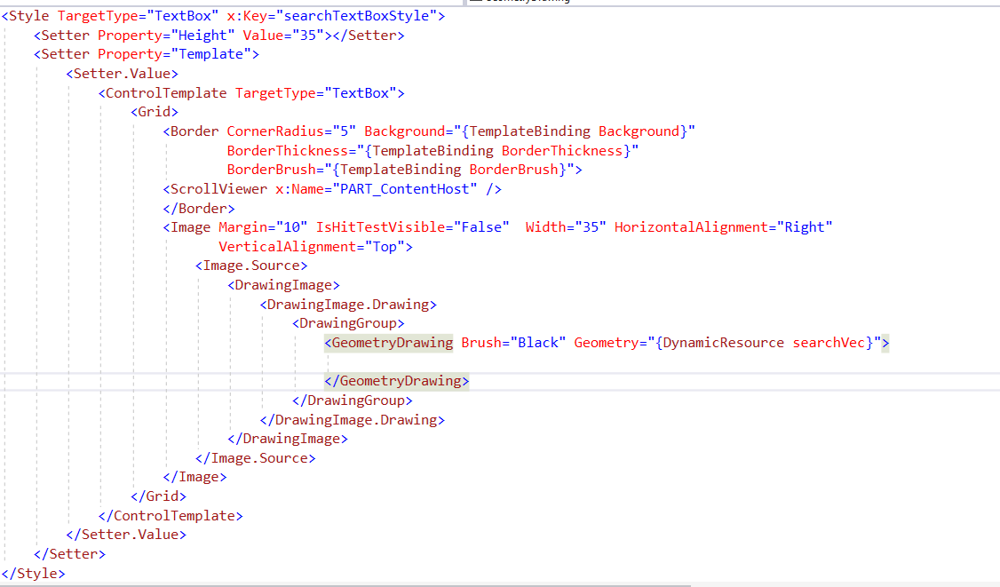 <Style TargetType="TextBox" x:Key="searchTextBoxStyle">
<Setter Property="Height" Value="35"></Setter>
<Setter Property="Template">
<Setter.Value>
<ControlTemplate TargetType="TextBox">
<Grid>
<Border CornerRadius="5" Background="{TemplateBinding Background}"
BorderThickness="{TemplateBinding BorderThickness}"
BorderBrush="{TemplateBinding BorderBrush}">
<ScrollViewer x:Name="PART_ContentHost" />
</Border>
<Image Margin="10" IsHitTestVisible="False"  Width="35" HorizontalAlignment="Right"
VerticalAlignment="Top">
<Image.Source>
<DrawingImage>
<DrawingImage.Drawing>
<DrawingGroup>
<GeometryDrawing Brush="Black" Geometry="{DynamicResource searchVec}">
</GeometryDrawing>
</DrawingGroup>
</DrawingImage.Drawing>
</DrawingImage>
</Image.Source>
</Image>
</Grid>
</ControlTemplate>
</Setter.Value>
</Setter>
</Style>